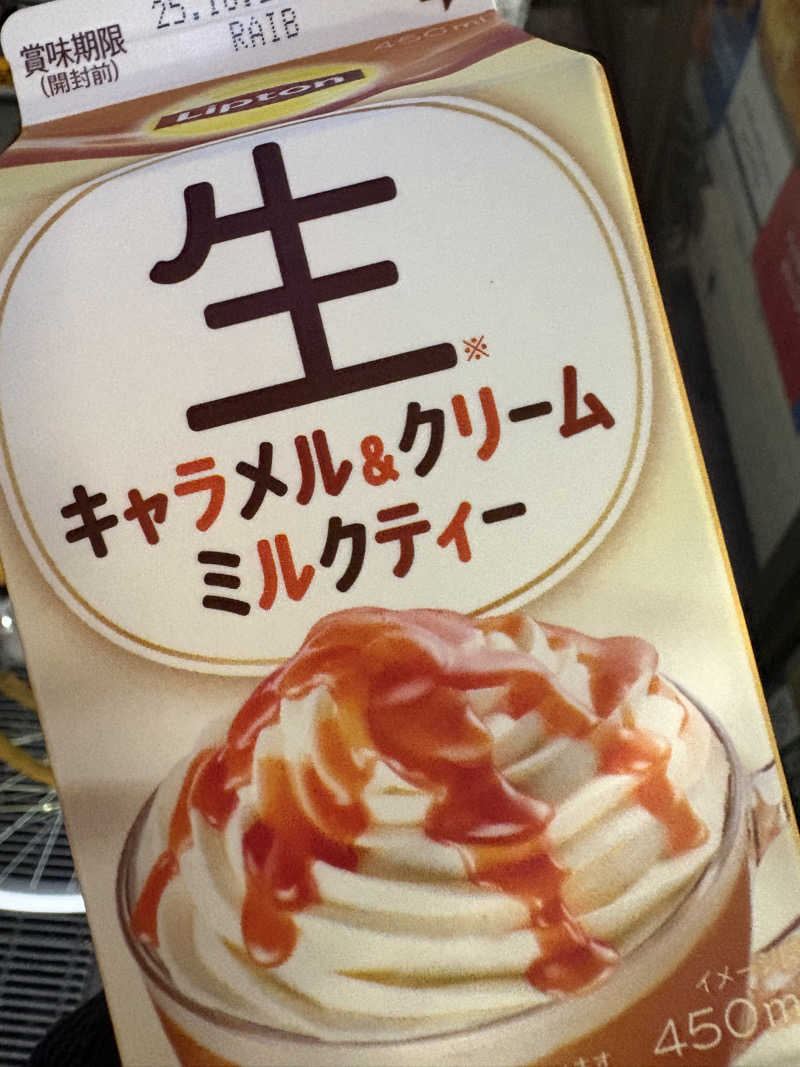 賞味期限
(開封前)
RAIB
450ml
Lipton
生※
キャラメル&クリーム
ミルクティー
450m